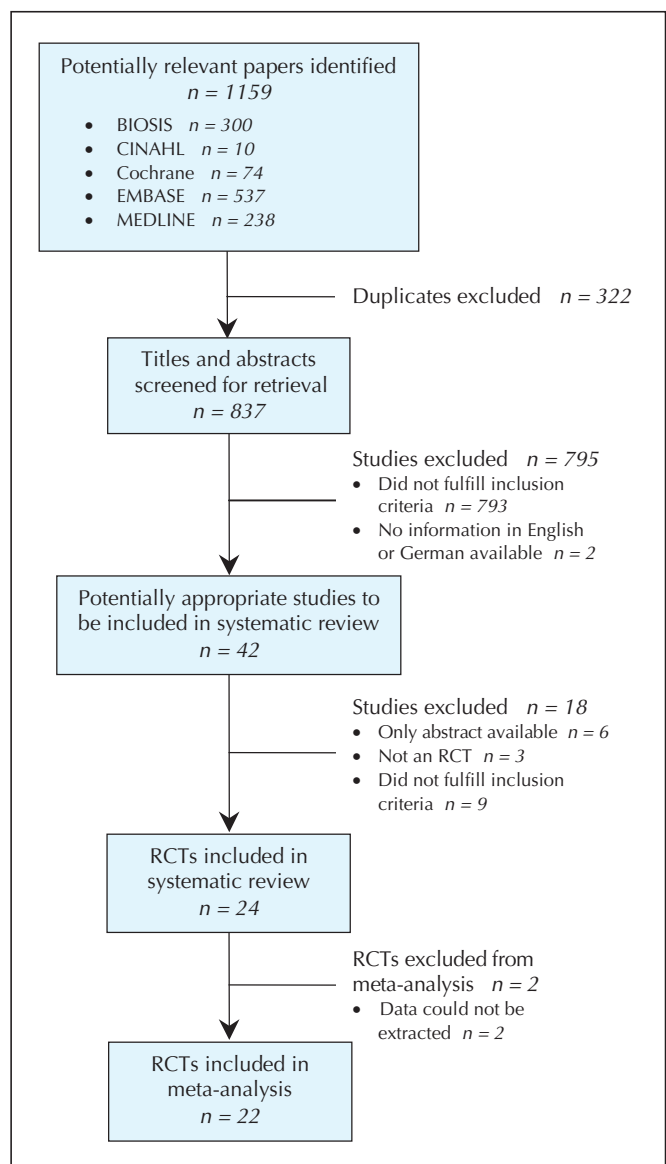 Potentially relevant papers identified
n = 1159
• BIOSIS n = 300
• CINAHL n = 10
• Cochrane n = 74
• EMBASE n = 537
• MEDLINE n = 238
Duplicates excluded n = 322
Titles and abstracts
screened for retrieval
n = 837
Studies excluded n = 795
• Did not fulfill inclusion
criteria n = 793
• No information in English
or German available n = 2
Potentially appropriate studies to
be included in systematic review
n = 42
Studies excluded n = 18
• Only abstract available n = 6
• Not an RCT n = 3
• Did not fulfill inclusion
criteria n = 9
RCTs included in
systematic review
n = 24
RCTs excluded from
meta-analysis n = 2
• Data could not be
extracted n = 2
RCTs included in
meta-analysis
n = 22